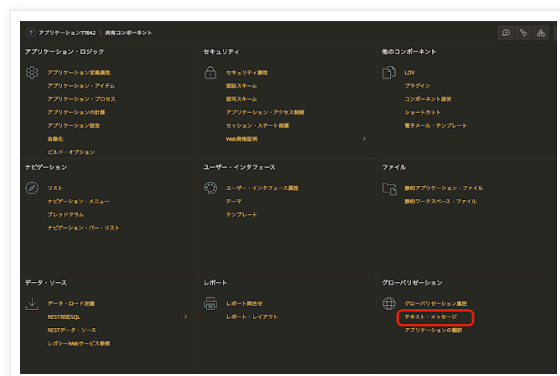 アプリケーション77842 \ 共有コンポーネント
アプリケーション・ロジック
アプリケーション定義属性
アプリケーション・アイテム
アプリケーション・プロセス
アプリケーションの計算
アプリケーション設定
自動化
ビルド・オプション
セキュリティ
セキュリティ属性
認証スキーム
認可スキーム
アプリケーション・アクセス制御
セッション・ステート保護
Web資格証明
他のコンポーネント
LOV
プラグイン
コンポーネント設定
ショートカット
電子メール・テンプレート
ナビゲーション
リスト
ナビゲーション・メニュー
ブレッドクラム
ナビゲーション・バー・リスト
ユーザー・インタフェース
ユーザー・インタフェース属性
テーマ
テンプレート
ファイル
静的アプリケーション・ファイル
静的ワークスペース・ファイル
データ・ソース
データ・ロード定義
REST対応SQL
RESTデータ・ソース
レガシーWebサービス参照
レポート
レポート問合せ
レポート・レイアウト
グローバリゼーション
グローバリゼーション属性
テキスト・メッセージ
アプリケーションの翻訳